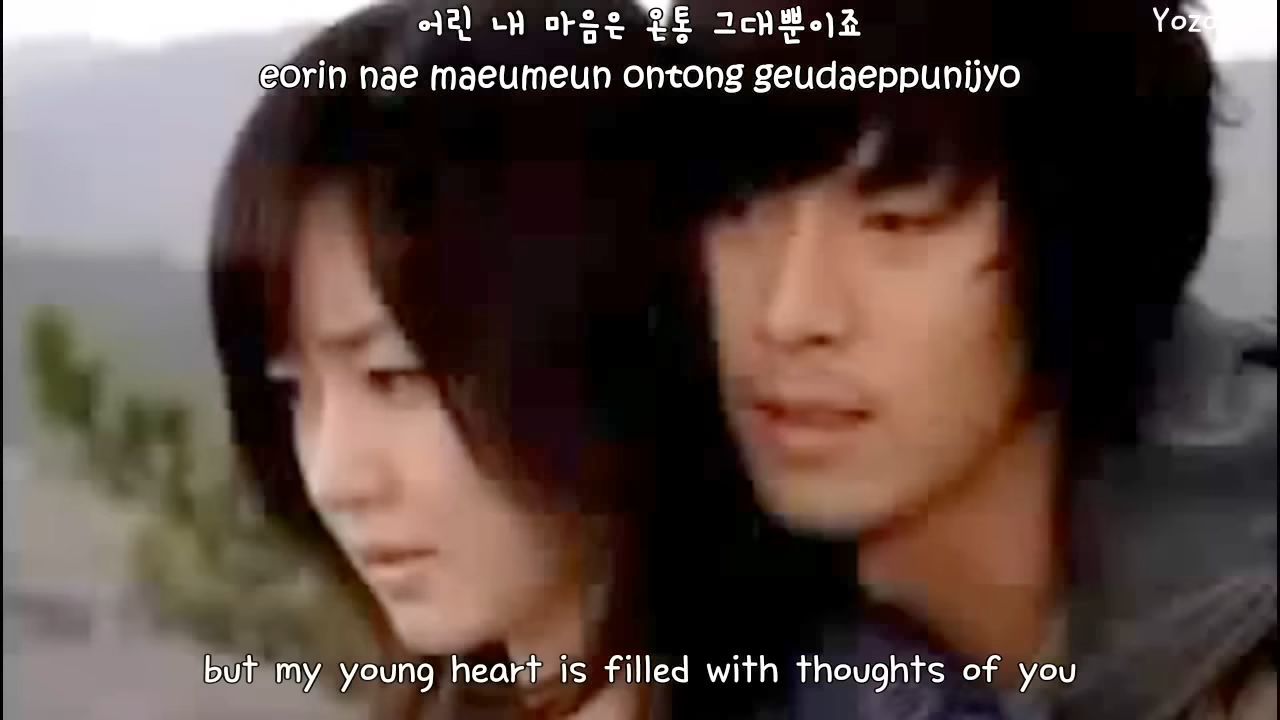 어린 내 마음은 온통 그대뿐이죠
eorin nae maeumeun ontong geudaeppunijyo
but my young heart is filled with thoughts of you